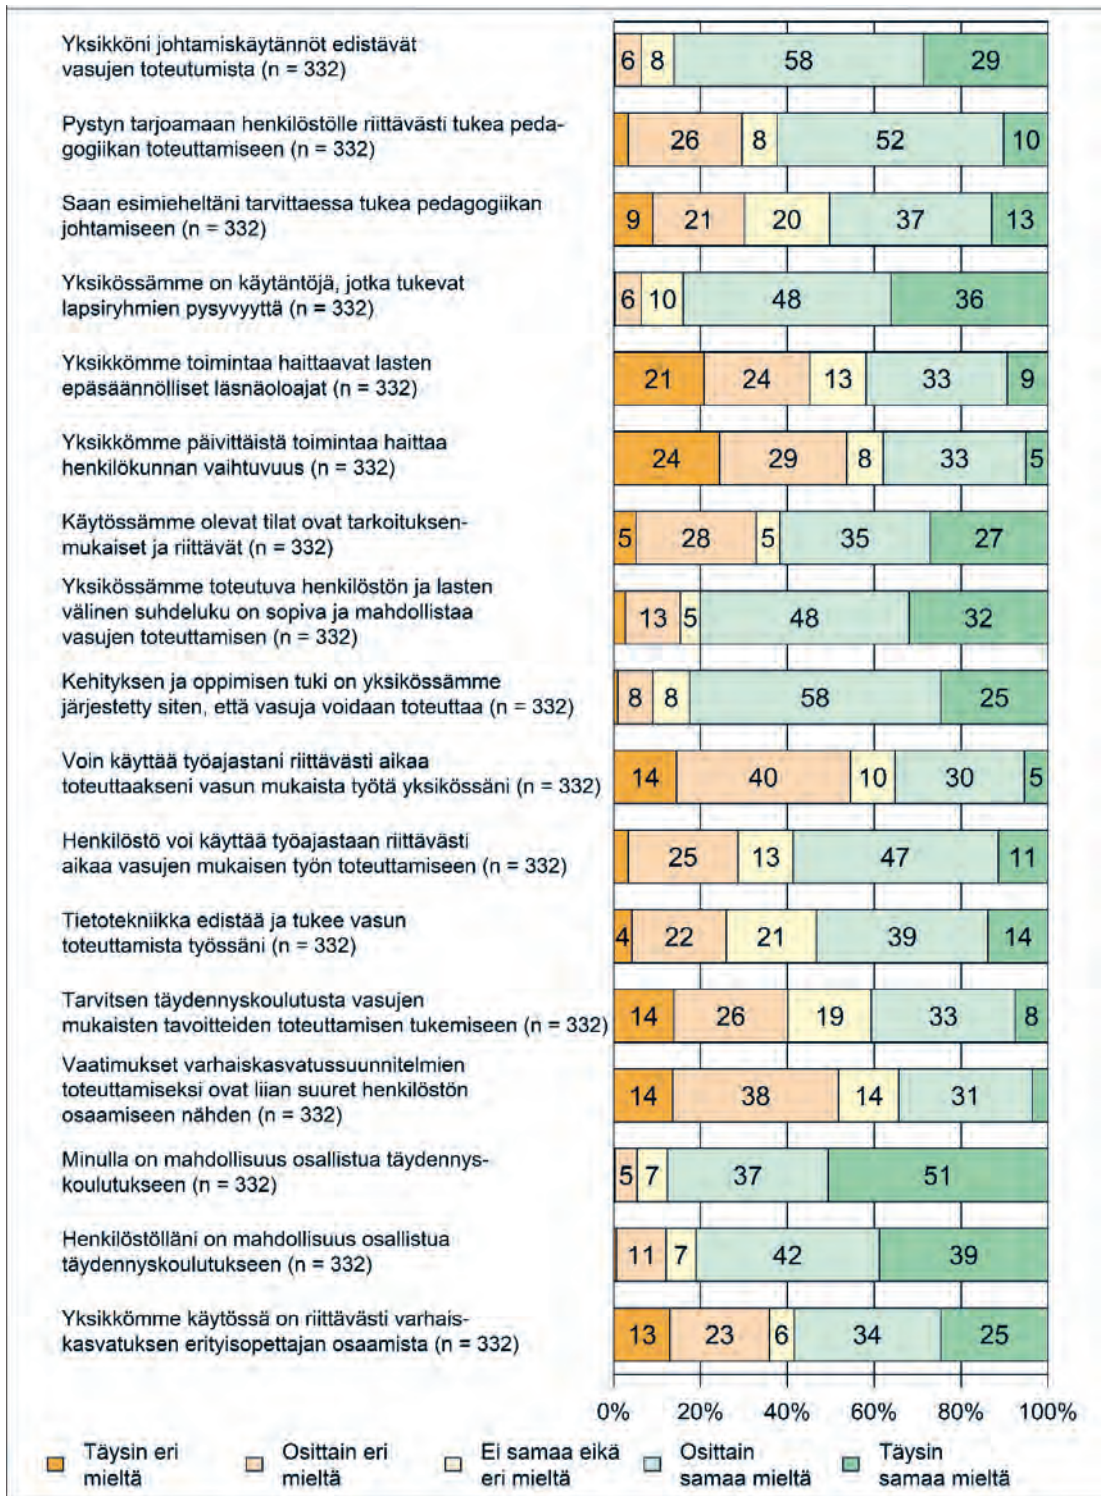 Yksikköni johtamiskäytännöt edistävät
vasujen toteutumista (n = 332)
6 8 58 29
Pystyn tarjoamaan henkilöstölle riittävästi tukea peda-
gogiikan toteuttamiseen (n = 332)
26 8 52 10
Saan esimieheltäni tarvittaessa tukea pedagogiikan
johtamiseen (n = 332)
9 21 20 37 13
Yksikössämme on käytäntöjä, jotka tukevat
lapsiryhmien pysyvyyttä (n = 332)
6 10 48 36
Yksikkömme toimintaa haittaavat lasten
epäsäännölliset läsnäoloajat (n = 332)
21 24 13 33 9
Yksikkömme päivittäistä toimintaa haittaa
henkilökunnan vaihtuvuus (n = 332)
24 29 8 33 5
Käytössämme olevat tilat ovat tarkoituksen-
mukaiset ja riittävät (n = 332)
5 28 5 35 27
Yksikössämme toteutuva henkilöstön ja lasten
välinen suhdeluku on sopiva ja mahdollistaa
vasujen toteuttamisen (n = 332)
13 5 48 32
Kehityksen ja oppimisen tuki on yksikössämme
järjestetty siten, että vasuja voidaan toteuttaa (n = 332)
8 8 58 25
Voin käyttää työajastani riittävästi aikaa
toteuttaakseni vasun mukaista työtä yksikössäni (n = 332)
14 40 10 30 5
Henkilöstö voi käyttää työajastaan riittävästi
aikaa vasujen mukaisen työn toteuttamiseen (n = 332)
25 13 47 11
Tietotekniikka edistää ja tukee vasun
toteuttamista työssäni (n = 332)
4 22 21 39 14
Tarvitsen täydennyskoulutusta vasujen
mukaisten tavoitteiden toteuttamisen tukemiseen (n = 332)
14 26 19 33 8
Vaatimukset varhaiskasvatussuunnitelmien
toteuttamiseksi ovat liian suuret henkilöstön
osaamiseen nähden (n = 332)
14 38 14 31
Minulla on mahdollisuus osallistua täydennys-
koulutukseen (n = 332)
5 7 37 51
Henkilöstölläni on mahdollisuus osallistua
täydennyskoulutukseen (n = 332)
11 7 42 39
Yksikkömme käytössä on riittävästi varhais-
kasvatuksen erityisopettajan osaamista (n = 332)
13 23 6 34 25
0% 20% 40% 60% 80% 100%
Täysin eri
mieltä
Osittain eri
mieltä
Ei samaa eikä
eri mieltä
Osittain
samaa mieltä
Täysin
samaa mieltä